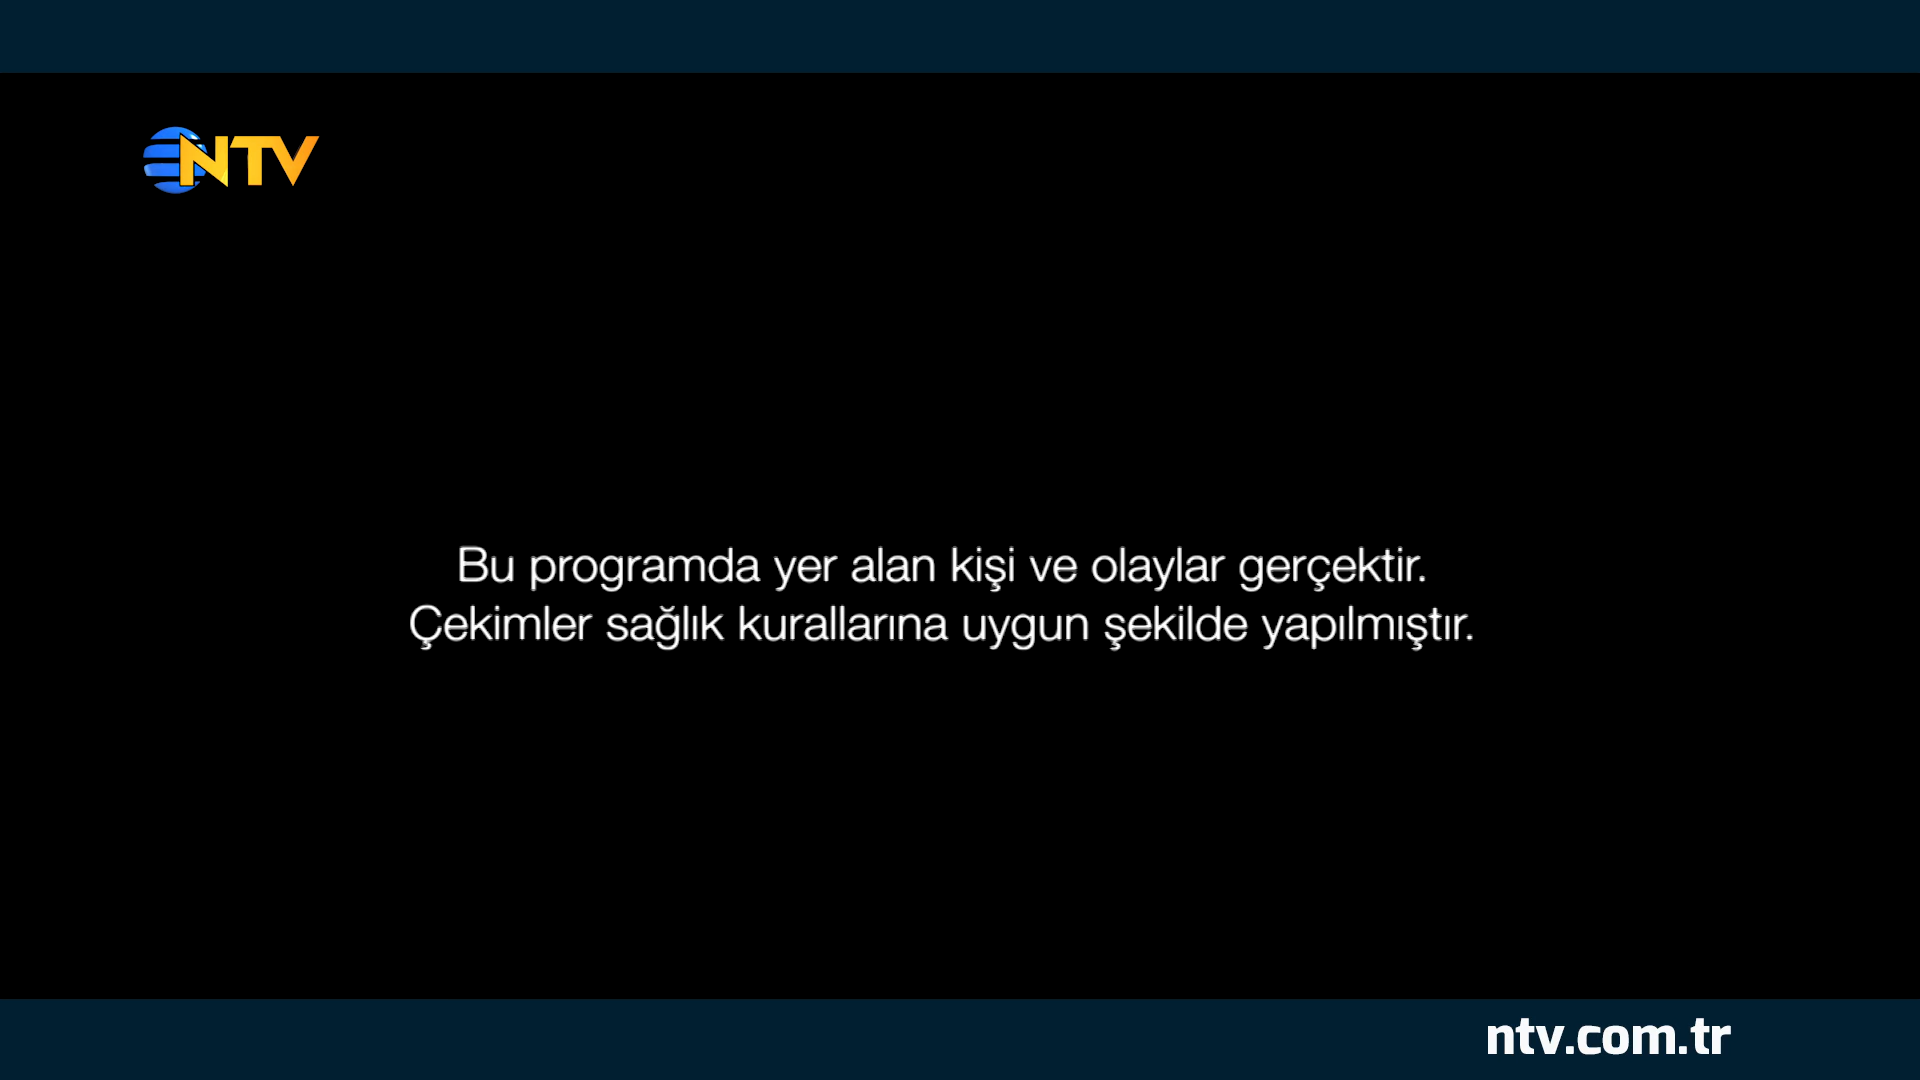 NTV
Bu programda yer alan kişi ve olaylar gerçektir.
Çekimler sağlık kurallarına uygun şekilde yapılmıştır.
ntv.com.tr